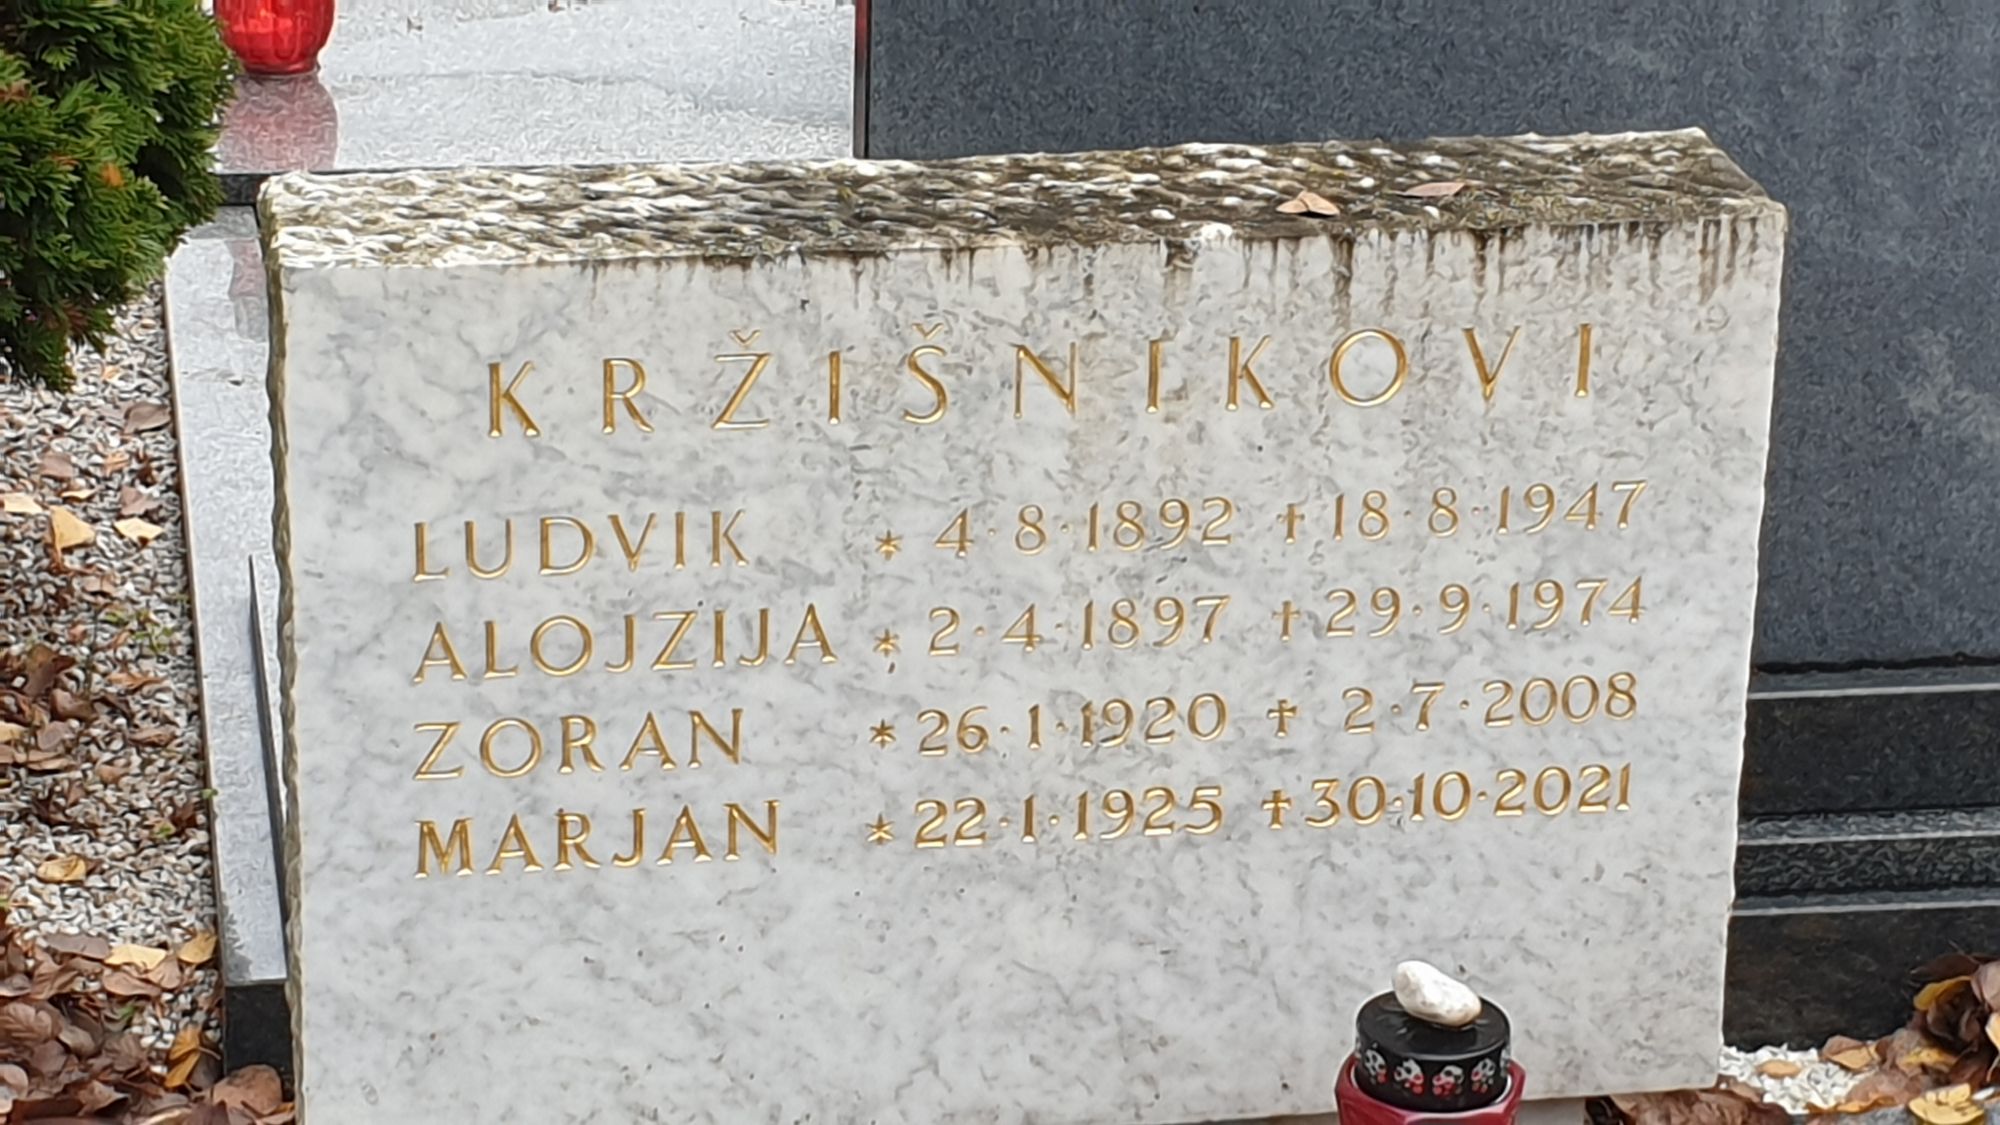 KRŽIŠNIKOVI
LUDVIK * 4·8·1892 ✝ 18·8·1947
ALOJZIJA * 2·4·1897 ✝ 29·9·1974
ZORAN * 26·1·1920 ✝ 2·7·2008
MARJAN * 22·1·1925 ✝ 30·10·2021